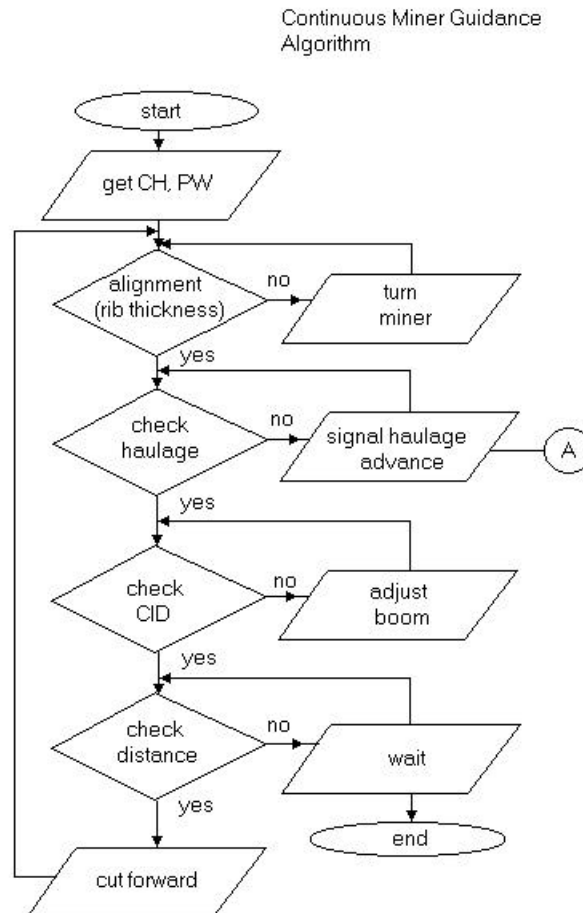 Continuous Miner Guidance
Algorithm
start
get CH, PW
alignment
(rib thickness)
no
turn
miner
yes
check
haulage
no
signal haulage
advance
A
yes
check
CID
no
adjust
boom
yes
check
distance
no
wait
yes
end
cut forward